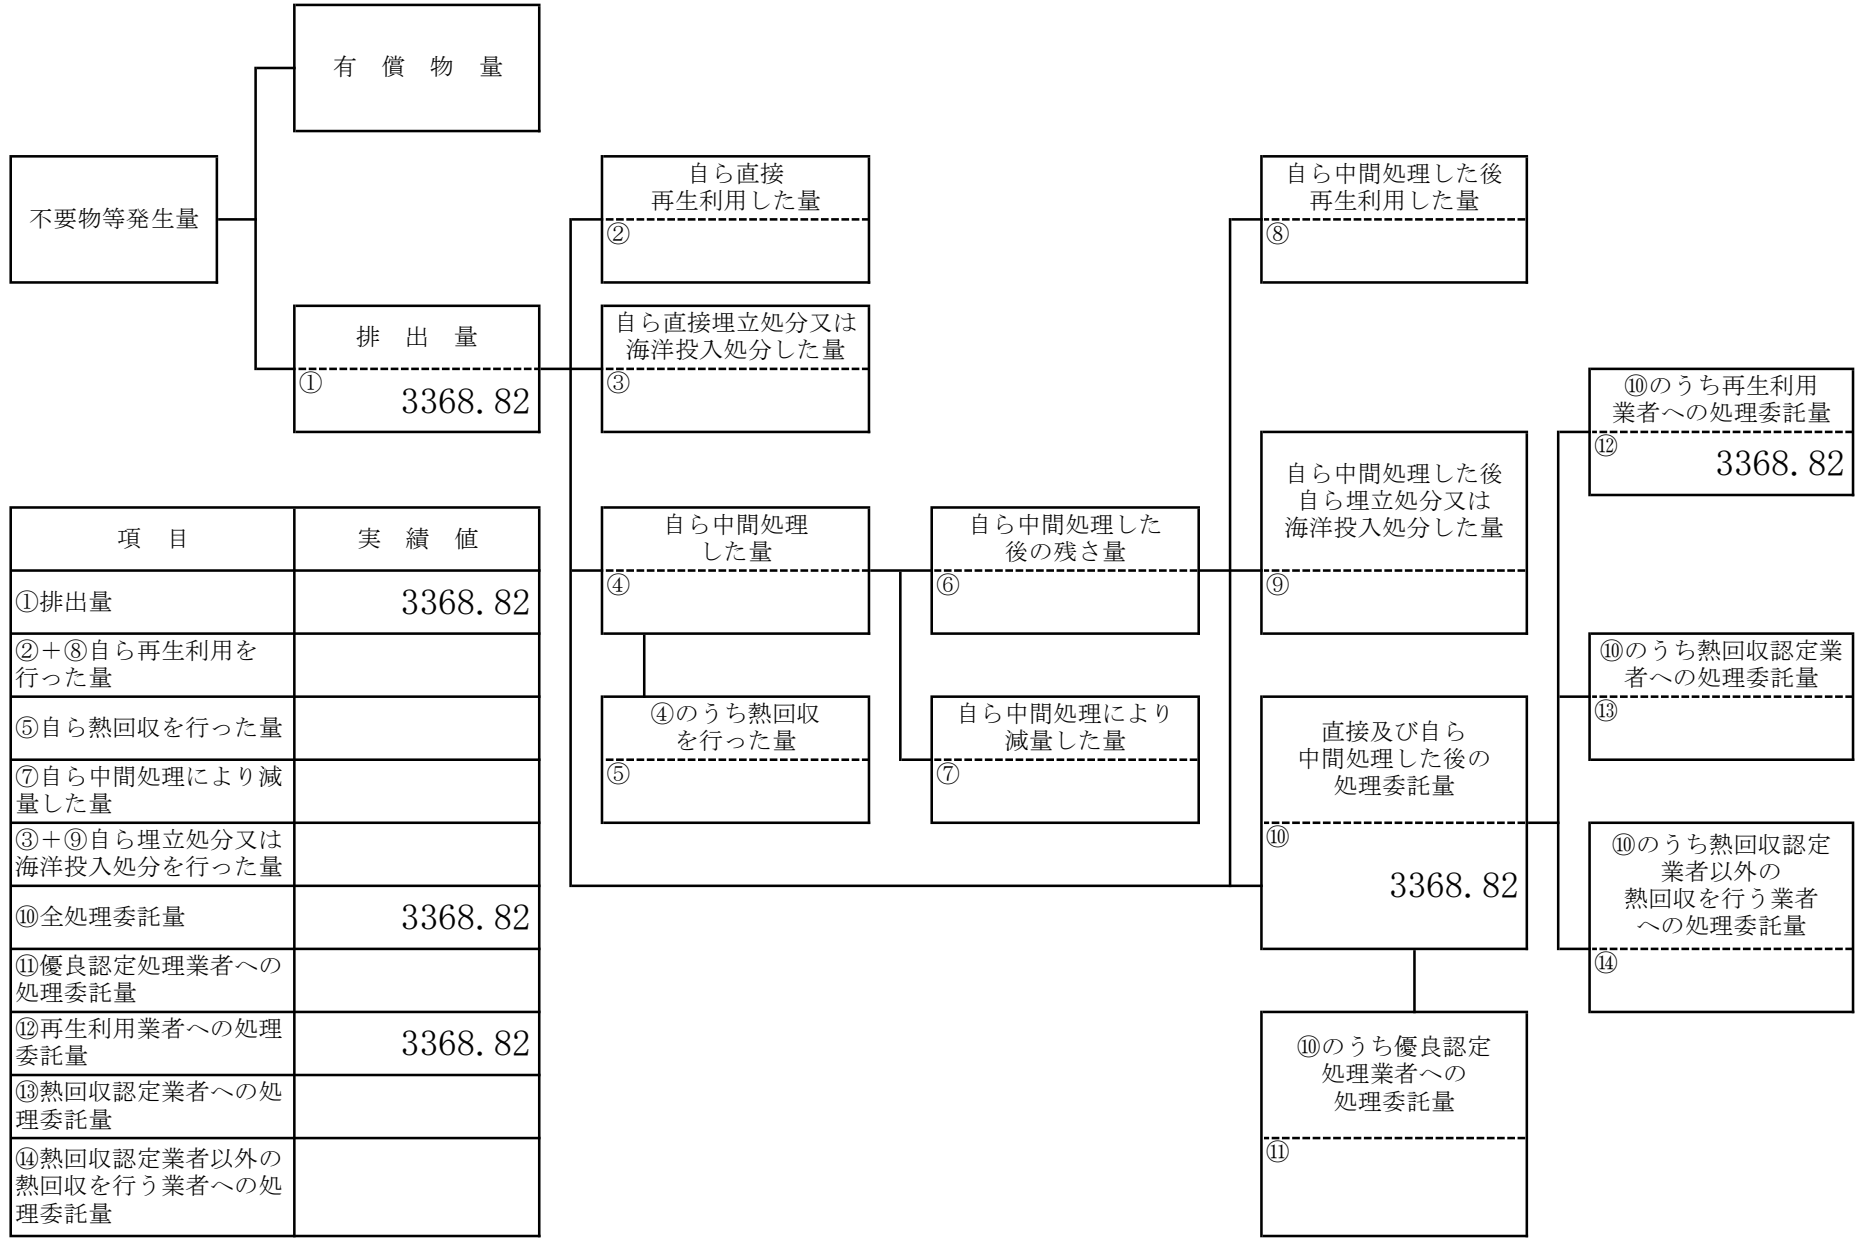 有　償　物　量
不要物等発生量
自ら直接
再生利用した量
②
自ら中間処理した後
再生利用した量
⑧
排　出　量
①
3368.82
自ら直接埋立処分又は
海洋投入処分した量
③
⑩のうち再生利用
業者への処理委託量
⑫
3368.82
自ら中間処理した後
自ら埋立処分又は
海洋投入処分した量
⑨
自ら中間処理
した量
④
自ら中間処理した
後の残さ量
⑥
⑩のうち熱回収認定業
者への処理委託量
⑬
④のうち熱回収
を行った量
⑤
自ら中間処理により
減量した量
⑦
直接及び自ら
中間処理した後の
処理委託量
⑩
3368.82
⑩のうち熱回収認定
業者以外の
熱回収を行う業者
への処理委託量
⑭
⑩のうち優良認定
処理業者への
処理委託量
⑪
項　目　実　績　値
①排出量　3368.82
②＋⑧自ら再生利用を
行った量
⑤自ら熱回収を行った量
⑦自ら中間処理により減
量した量
③＋⑨自ら埋立処分又は
海洋投入処分を行った量
⑩全処理委託量　3368.82
⑪優良認定処理業者への
処理委託量
⑫再生利用業者への処理
委託量　3368.82
⑬熱回収認定業者への処
理委託量
⑭熱回収認定業者以外の
熱回収を行う業者への処
理委託量